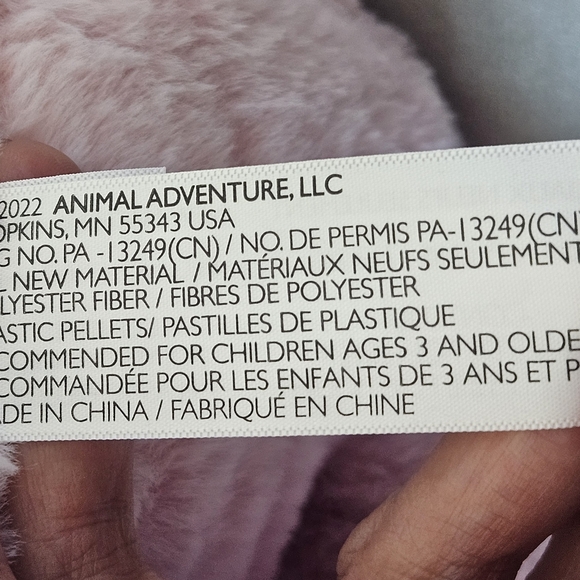 2022 ANIMAL ADVENTURE, LLC
OPKINS, MN 55343 USA
G NO. PA -13249(CN) / NO. DE PERMIS PA-13249(CN
NEW MATERIAL / MATÉRIAUX NEUFS SEULEMENT
LYESTER FIBER / FIBRES DE POLYESTER
ASTIC PELLETS/ PASTILLES DE PLASTIQUE
COMMENDED FOR CHILDREN AGES 3 AND OLDE
COMMANDÉE POUR LES ENFANTS DE 3 ANS ET P
DE IN CHINA / FABRIQUÉ EN CHINE